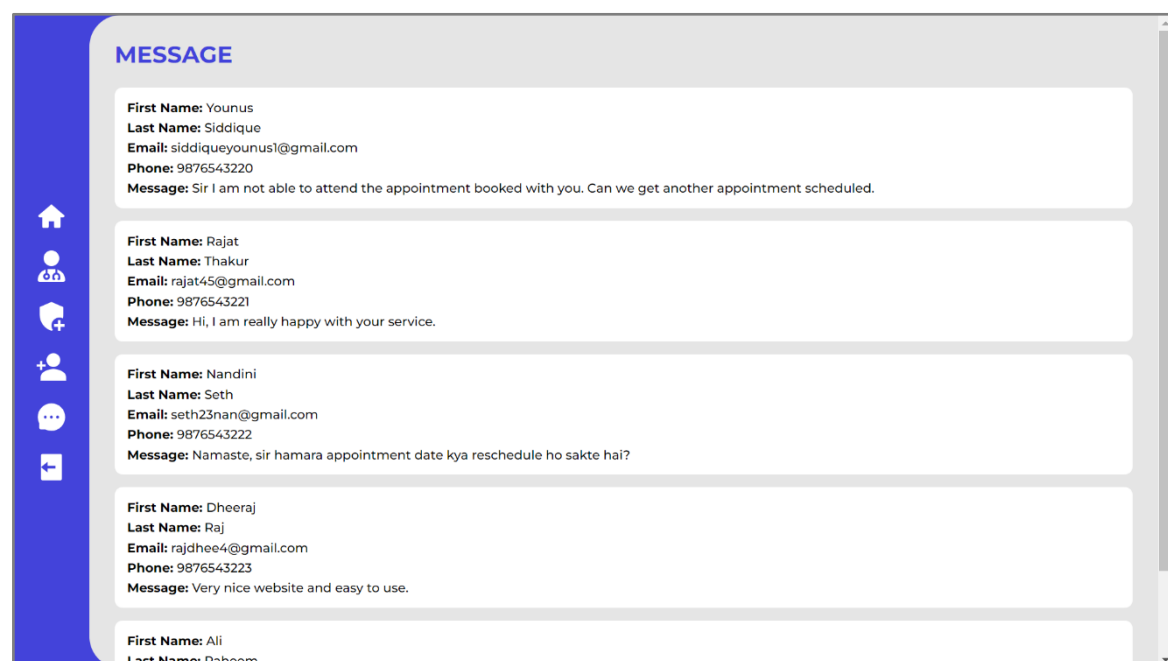 MESSAGE
First Name: Younus
Last Name: Siddique
Email: siddiqueyounus1@gmail.com
Phone: 9876543220
Message: Sir I am not able to attend the appointment booked with you. Can we get another appointment scheduled.
First Name: Rajat
Last Name: Thakur
Email: rajat45@gmail.com
Phone: 9876543221
Message: Hi, I am really happy with your service.
First Name: Nandini
Last Name: Seth
Email: seth23nan@gmail.com
Phone: 9876543222
Message: Namaste, sir hamara appointment date kya reschedule ho sakte hai?
First Name: Dheeraj
Last Name: Raj
Email: rajdhee4@gmail.com
Phone: 9876543223
Message: Very nice website and easy to use.
First Name: Ali
Last Name: